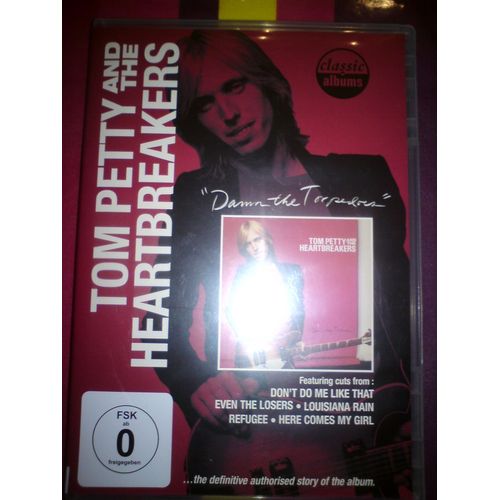 TOM PETTY AND THE
HEARTBREAKERS
classic
albums
"Damn the Torpedoes"
TOM PETTY AND THE
HEARTBREAKERS
Featuring cuts from :
DON'T DO ME LIKE THAT
EVEN THE LOSERS • LOUISIANA RAIN
REFUGEE • HERE COMES MY GIRL
FSK
ab
0
freigegeben
...the definitive authorised story of the album.